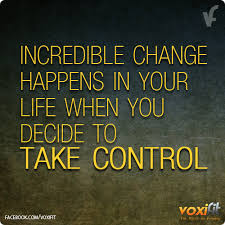 INCREDIBLE CHANGE
HAPPENS IN YOUR
LIFE WHEN YOU
DECIDE TO
TAKE CONTROL
voxifit
FACEBOOK.COM/VOXIFIT